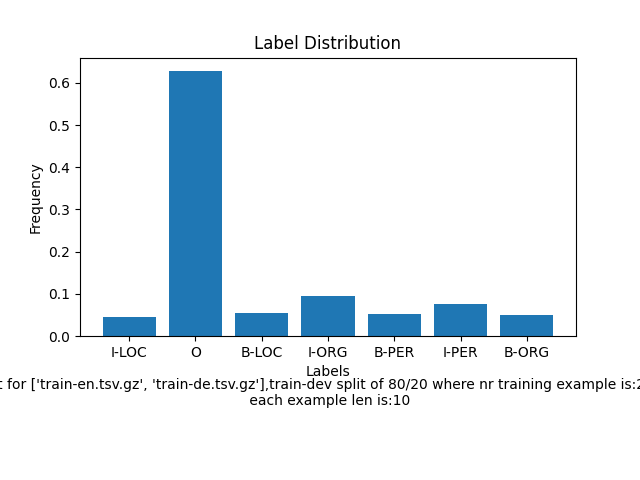 Label Distribution
Frequency
0.6
0.5
0.4
0.3
0.2
0.1
0.0
I-LOC O B-LOC I-ORG B-PER I-PER B-ORG
Labels
for ['train-en.tsv.gz', 'train-de.tsv.gz'],train-dev split of 80/20 where nr training example is:
each example len is:10